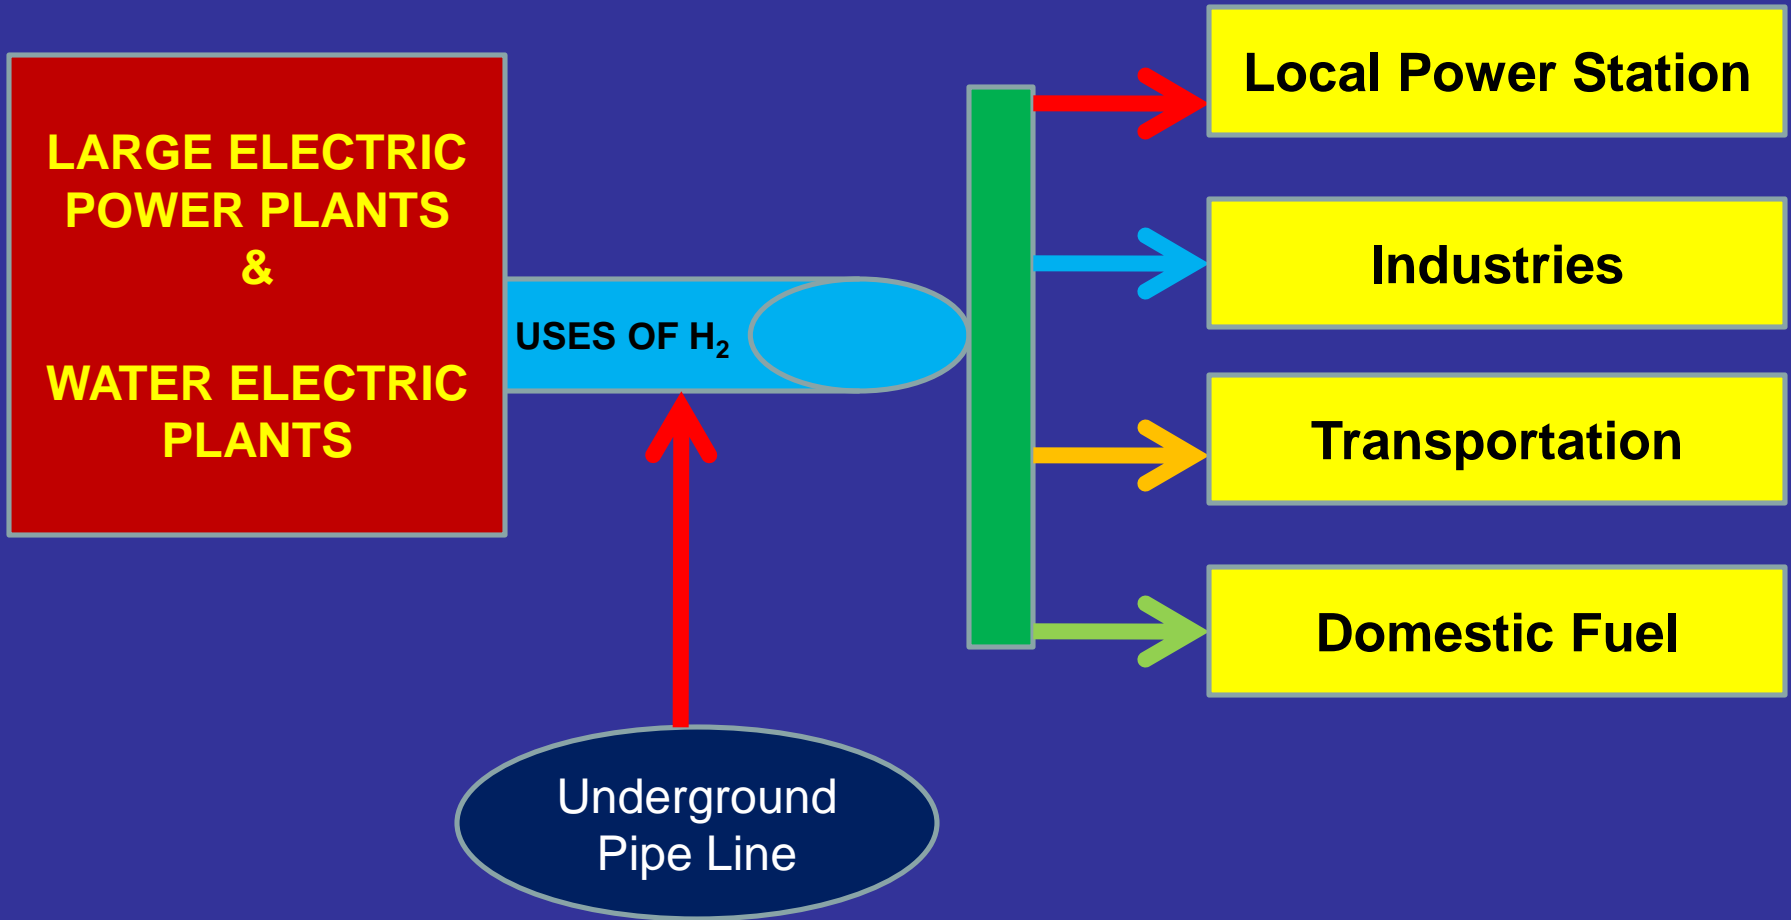 LARGE ELECTRIC
POWER PLANTS
&
WATER ELECTRIC
PLANTS
USES OF H₂
Underground
Pipe Line
Local Power Station
Industries
Transportation
Domestic Fuel